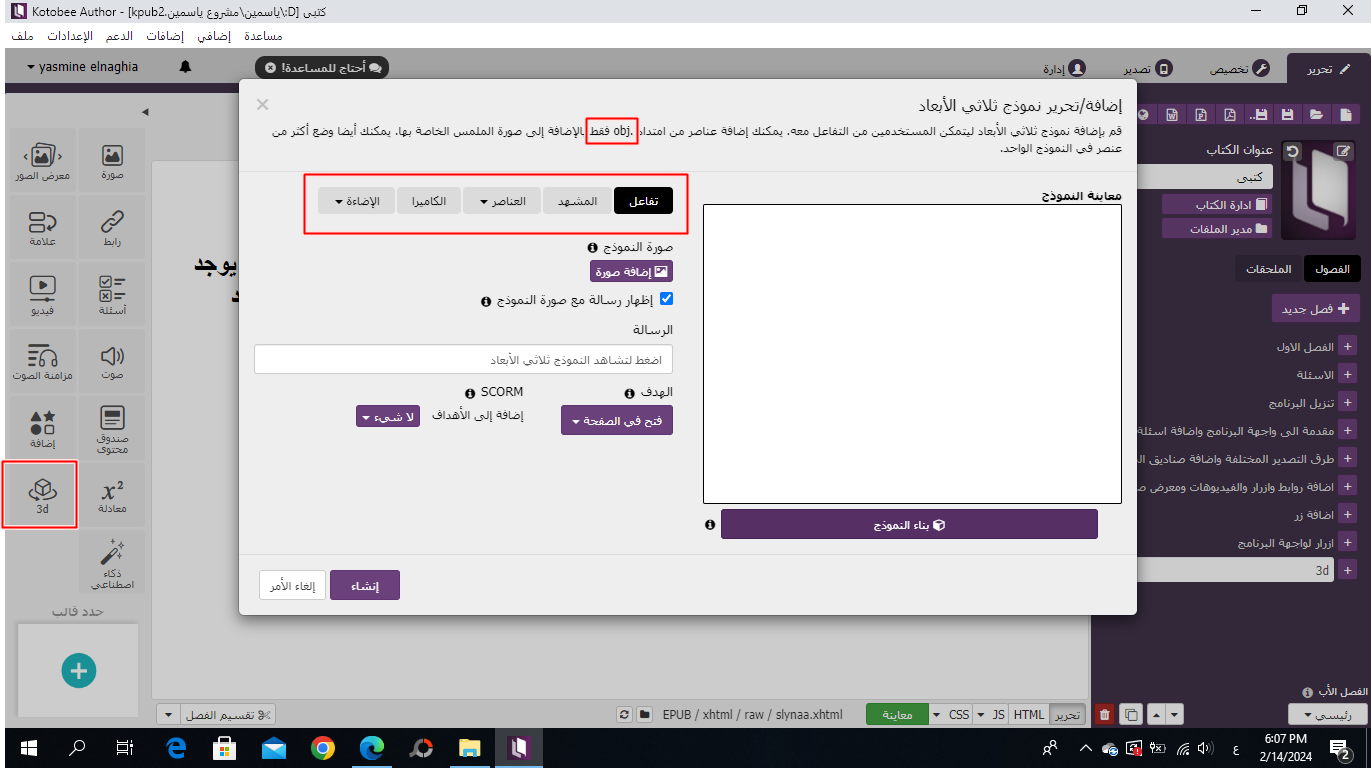 Kotobee Author - [kpub2.كتبى [D:\ياسمين\مشروع ياسمين
ملف الإعدادات الدعم إضافات إضافي مساعدة
yasmine elnaghia
أحتاج للمساعدة!
إدارة
تصدير
تخصيص
تحرير
إضافة/تحرير نموذج ثلاثي الأبعاد
قم بإضافة نموذج ثلاثي الأبعاد ليتمكن المستخدمين من التفاعل معه. يمكنك إضافة عناصر من امتداد .obj فقط بالإضافة إلى صورة الملمس الخاصة بها. يمكنك أيضا وضع أكثر من
عنصر في النموذج الواحد.
معاينة النموذج
تفاعل
المشهد
العناصر
الكاميرا
الإضاءة
صورة النموذج
إضافة صورة
إظهار رسالة مع صورة النموذج
الرسالة
اضغط لتشاهد النموذج ثلاثي الأبعاد
الهدف
فتح في الصفحة
SCORM
إضافة إلى الأهداف
لا شيء
بناء النموذج
إنشاء
إلغاء الأمر
عنوان الكتاب
كتبى
ادارة الكتاب
مدير الملفات
الفصول
الملحقات
فصل جديد
الفصل الاول
الاسئلة
تنزيل البرنامج
مقدمة الى واجهة البرنامج واضافة اسئلة
طرق التصدير المختلفة واضافة صناديق
اضافة روابط وازرار والفيديوهات ومعرض
اضافة زر
ازرار لواجهة البرنامج
3d
الفصل الأب
رئيسي
صورة
معرض الصور
رابط
علامة
أسئلة
فيديو
صوت
مزامنة الصوت
صندوق
محتوى
إضافة
معادلة
x²
3d
ذكاء
اصطناعي
حدد قالب
يوجد
تقسيم الفصل
EPUB / xhtml / raw / slynaa.xhtml
معاينة
CSS
JS
HTML
تحرير
6:07 PM
2/14/2024
ع
2